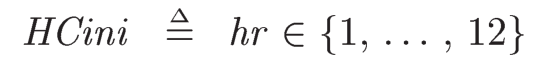 HCini ≜ hr ∈ {1, ... , 12}